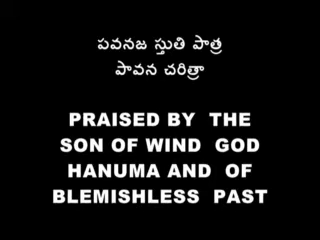 పవనజ స్తుతి పాత్ర
పావన చరిత్రా
PRAISED BY THE
SON OF WIND GOD
HANUMA AND OF
BLEMISHLESS PAST